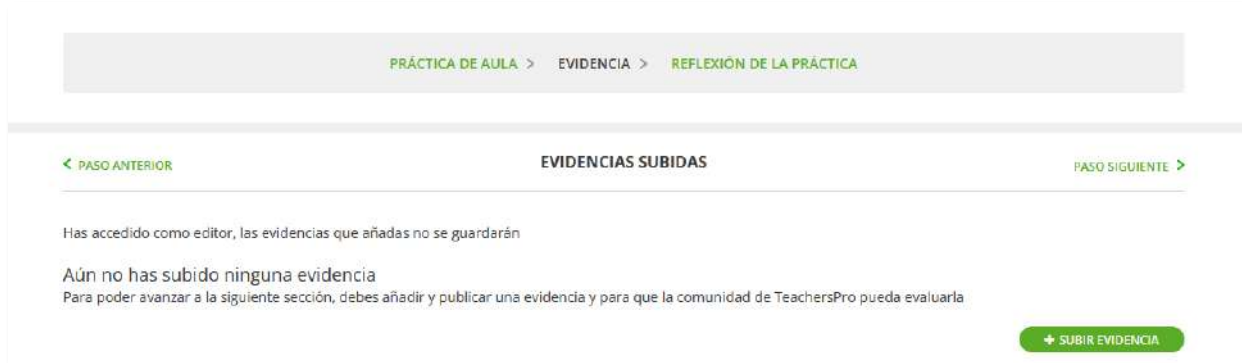 PRÁCTICA DE AULA > EVIDENCIA > REFLEXIÓN DE LA PRÁCTICA
< PASO ANTERIOR EVIDENCIAS SUBIDAS PASO SIGUIENTE >
Has accedido como editor, las evidencias que añadas no se guardarán
Aún no has subido ninguna evidencia
Para poder avanzar a la siguiente sección, debes añadir y publicar una evidencia y para que la comunidad de TeachersPro pueda evaluarla
+ SUBIR EVIDENCIA